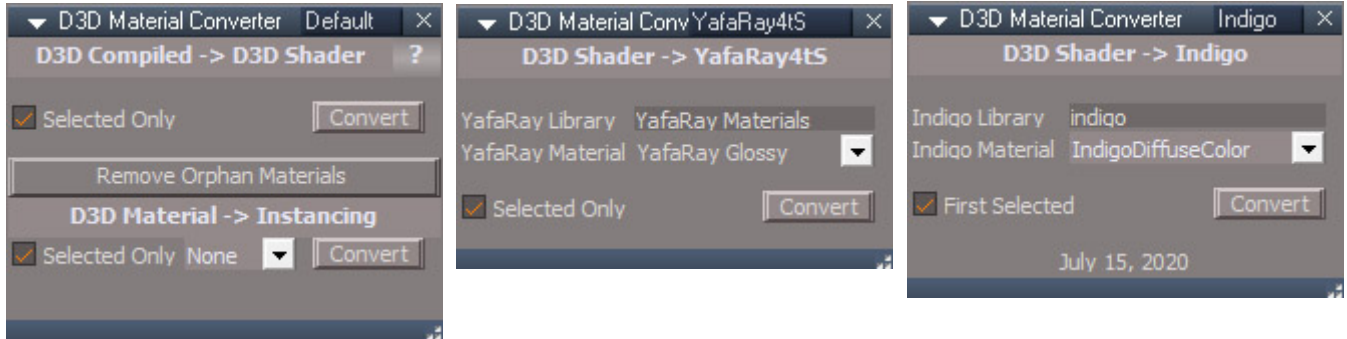 D3D Material Converter Default
D3D Compiled -> D3D Shader ?
Selected Only Convert
Remove Orphan Materials
D3D Material -> Instancing
Selected Only None Convert
D3D Material Conv YafaRay4tS
D3D Shader -> YafaRay4tS
YafaRay Library YafaRay Materials
YafaRay Material YafaRay Glossy
Selected Only Convert
D3D Material Converter Indigo
D3D Shader -> Indigo
Indigo Library indigo
Indigo Material IndigoDiffuseColor
First Selected Convert
July 15, 2020